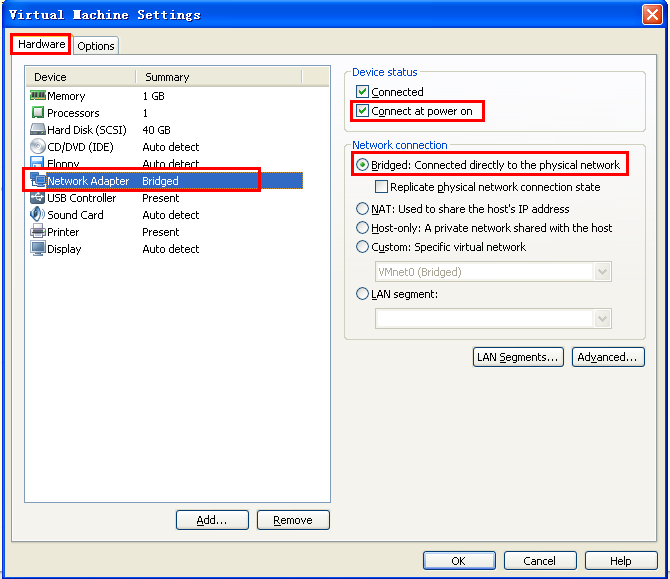 Virtual Machine Settings
Hardware
Options
Device Summary
Memory 1 GB
Processors 1
Hard Disk (SCSI) 40 GB
CD/DVD (IDE) Auto detect
Floppy Auto detect
Network Adapter Bridged
USB Controller Present
Sound Card Auto detect
Printer Present
Display Auto detect
Add...
Remove
Device status
Connected
Connect at power on
Network connection
Bridged: Connected directly to the physical network
Replicate physical network connection state
NAT: Used to share the host's IP address
Host-only: A private network shared with the host
Custom: Specific virtual network
VMnet0 (Bridged)
LAN segment:
LAN Segments...
Advanced...
OK
Cancel
Help